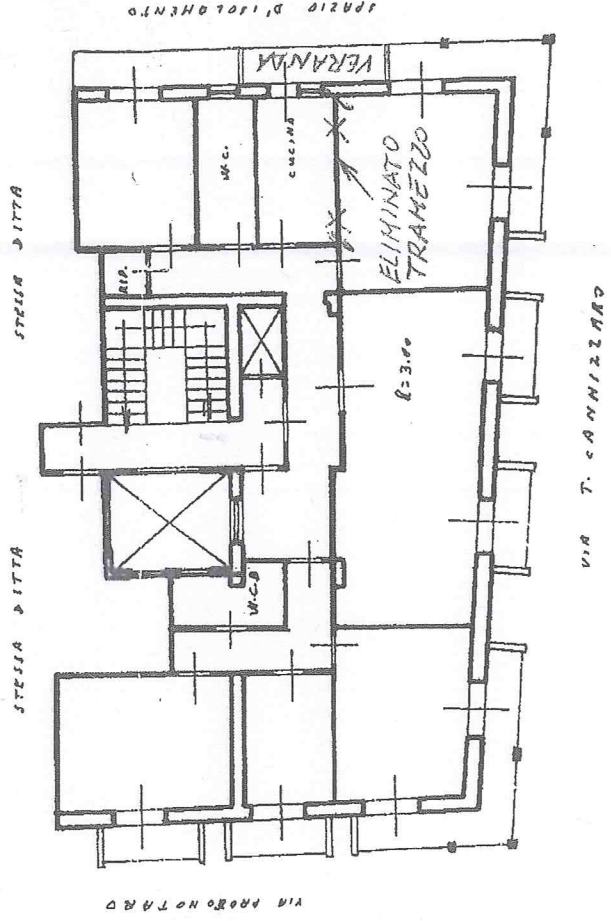 SPAZIO D'ISOLAMENTO
VERANDA
W.C.
CUCINA
ELIMINATO
TRAMEZZO
RIP.
STESSA DITTA
h=3.00
VIA T. CANNIZZARO
W.C.B
STESSA DITTA
VIA PROTONOTARO